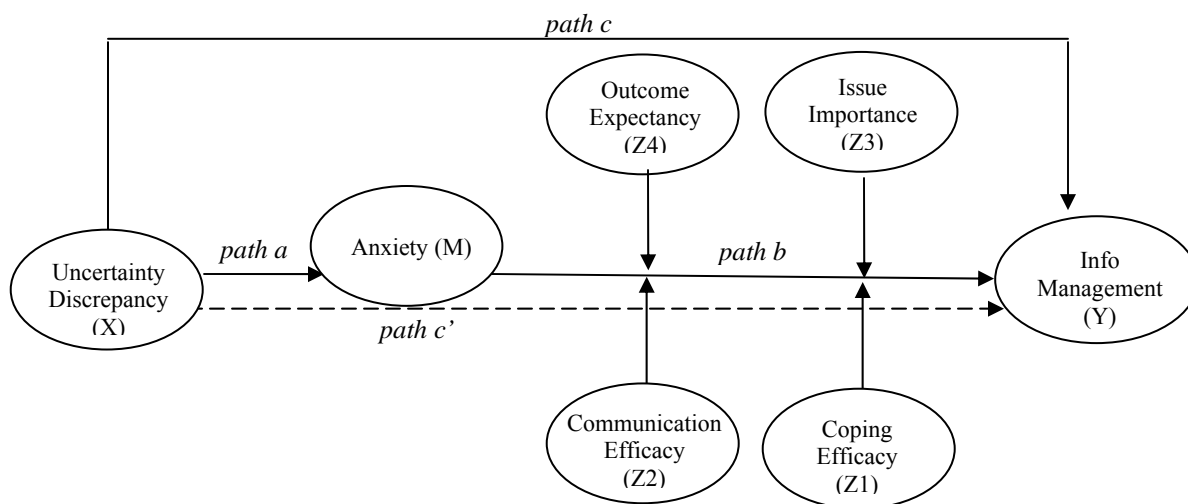 path c
Outcome
Expectancy
(Z4)
Issue
Importance
(Z3)
Uncertainty
Discrepancy
(X)
path a
Anxiety (M)
path b
Info
Management
(Y)
path c’
Communication
Efficacy
(Z2)
Coping
Efficacy
(Z1)